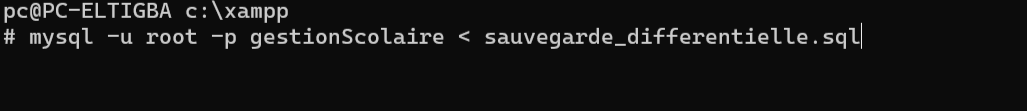 pc@PC-ELTIGBA c:\xampp
# mysql -u root -p gestionScolaire < sauvegarde_differentielle.sql